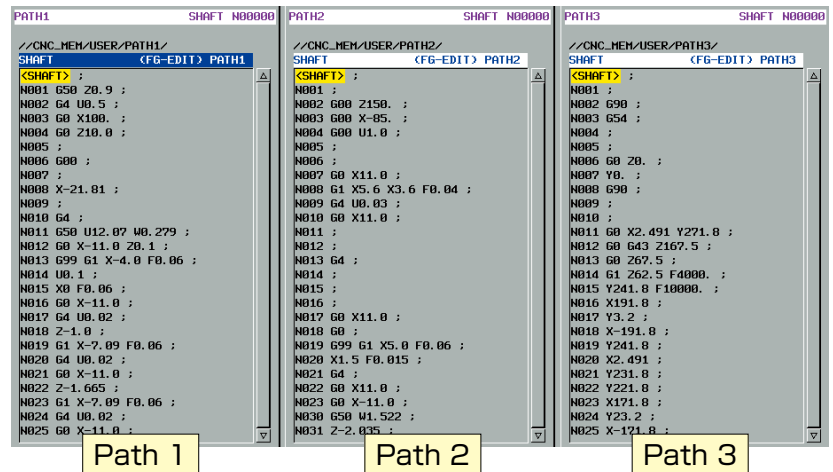 PATH1 SHAFT N00000
//CNC_MEM/USER/PATH1/
SHAFT (FG-EDIT) PATH1
<SHAFT> ;
N001 G50 Z0.9 ;
N002 G4 U0.5 ;
N003 G0 X100. ;
N004 G0 Z10.0 ;
N005 ;
N006 G00 ;
N007 ;
N008 X-21.81 ;
N009 ;
N010 G4 ;
N011 G50 U12.07 W0.279 ;
N012 G0 X-11.0 Z0.1 ;
N013 G99 G1 X-4.0 F0.06 ;
N014 U0.1 ;
N015 X0 F0.06 ;
N016 G0 X-11.0 ;
N017 G4 U0.02 ;
N018 Z-1.0 ;
N019 G1 X-7.09 F0.06 ;
N020 G4 U0.02 ;
N021 G0 X-11.0 ;
N022 Z-1.665 ;
N023 G1 X-7.09 F0.06 ;
N024 G4 U0.02 ;
N025 G0 X-11.0 ;
Path 1
PATH2 SHAFT N00000
//CNC_MEM/USER/PATH2/
SHAFT (FG-EDIT) PATH2
<SHAFT> ;
N001 ;
N002 G00 Z150. ;
N003 G00 X-85. ;
N004 G00 U1.0 ;
N005 ;
N006 ;
N007 G0 X11.0 ;
N008 G1 X5.6 X3.6 F0.04 ;
N009 G4 U0.03 ;
N010 G0 X11.0 ;
N011 ;
N012 ;
N013 G4 ;
N014 ;
N015 ;
N016 ;
N017 G0 X11.0 ;
N018 G0 ;
N019 G99 G1 X5.0 F0.06 ;
N020 X1.5 F0.015 ;
N021 G4 ;
N022 G0 X11.0 ;
N023 G0 X-11.0 ;
N030 G50 W1.522 ;
N031 Z-2.035 ;
Path 2
PATH3 SHAFT N00000
//CNC_MEM/USER/PATH3/
SHAFT (FG-EDIT) PATH3
<SHAFT> ;
N001 ;
N002 G90 ;
N003 G54 ;
N004 ;
N005 ;
N006 G0 Z0. ;
N007 Y0. ;
N008 G90 ;
N009 ;
N010 ;
N011 G0 X2.491 Y271.8 ;
N012 G0 G43 Z167.5 ;
N013 G0 Z67.5 ;
N014 G1 Z62.5 F4000. ;
N015 Y241.8 F10000. ;
N016 X191.8 ;
N017 Y3.2 ;
N018 X-191.8 ;
N019 Y241.8 ;
N020 X2.491 ;
N021 Y231.8 ;
N022 Y221.8 ;
N023 X171.8 ;
N024 Y23.2 ;
N025 X-171.8 ;
Path 3